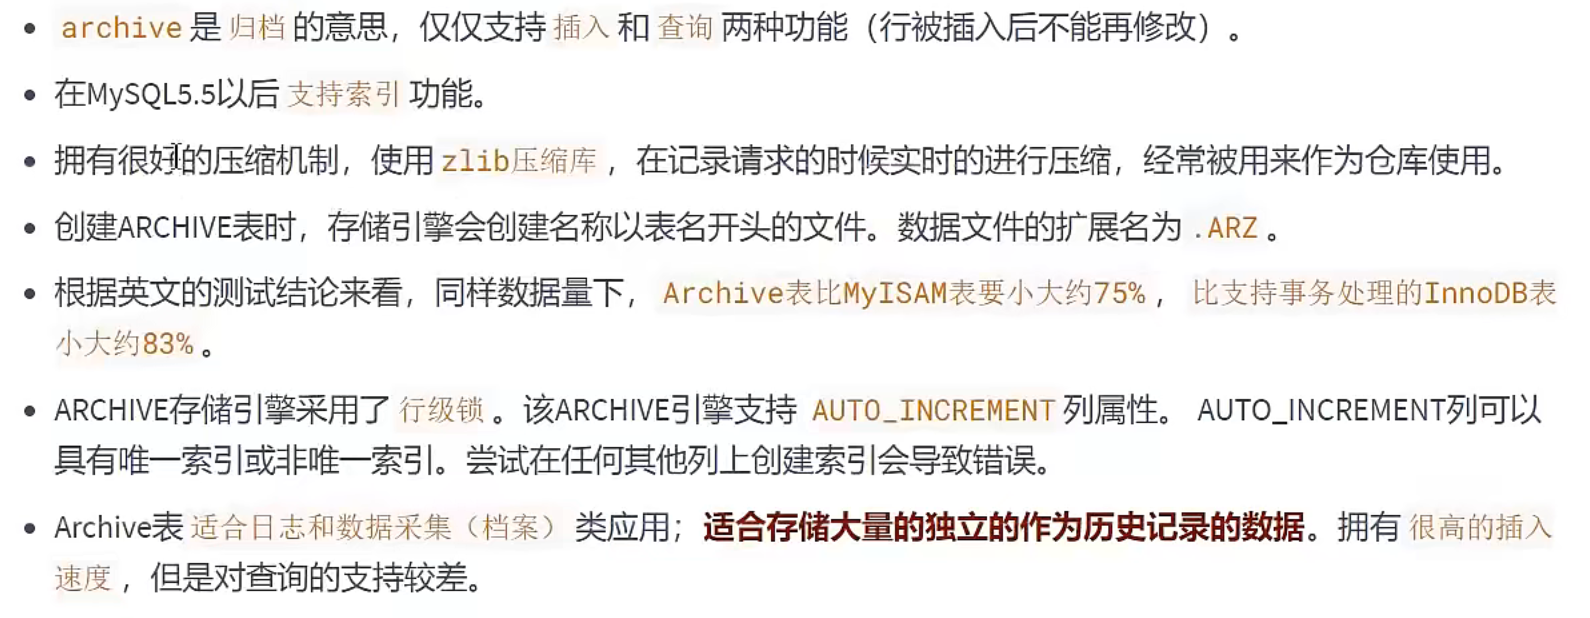 archive 是 归档 的意思，仅仅支持 插入 和 查询 两种功能（行被插入后不能再修改）。
在MySQL5.5以后 支持索引 功能。
拥有很好的压缩机制，使用 zlib压缩库 ，在记录请求的时候实时的进行压缩，经常被用来作为仓库使用。
创建ARCHIVE表时，存储引擎会创建名称以表名开头的文件。数据文件的扩展名为 .ARZ 。
根据英文的测试结论来看，同样数据量下， Archive表比MyISAM表要小大约75% ， 比支持事务处理的InnoDB表
小大约83% 。
ARCHIVE存储引擎采用了 行级锁 。该ARCHIVE引擎支持 AUTO_INCREMENT 列属性。 AUTO_INCREMENT列可以
具有唯一索引或非唯一索引。尝试在任何其他列上创建索引会导致错误。
Archive表 适合日志和数据采集（档案） 类应用；适合存储大量的独立的作为历史记录的数据。拥有 很高的插入
速度 ，但是对查询的支持较差。